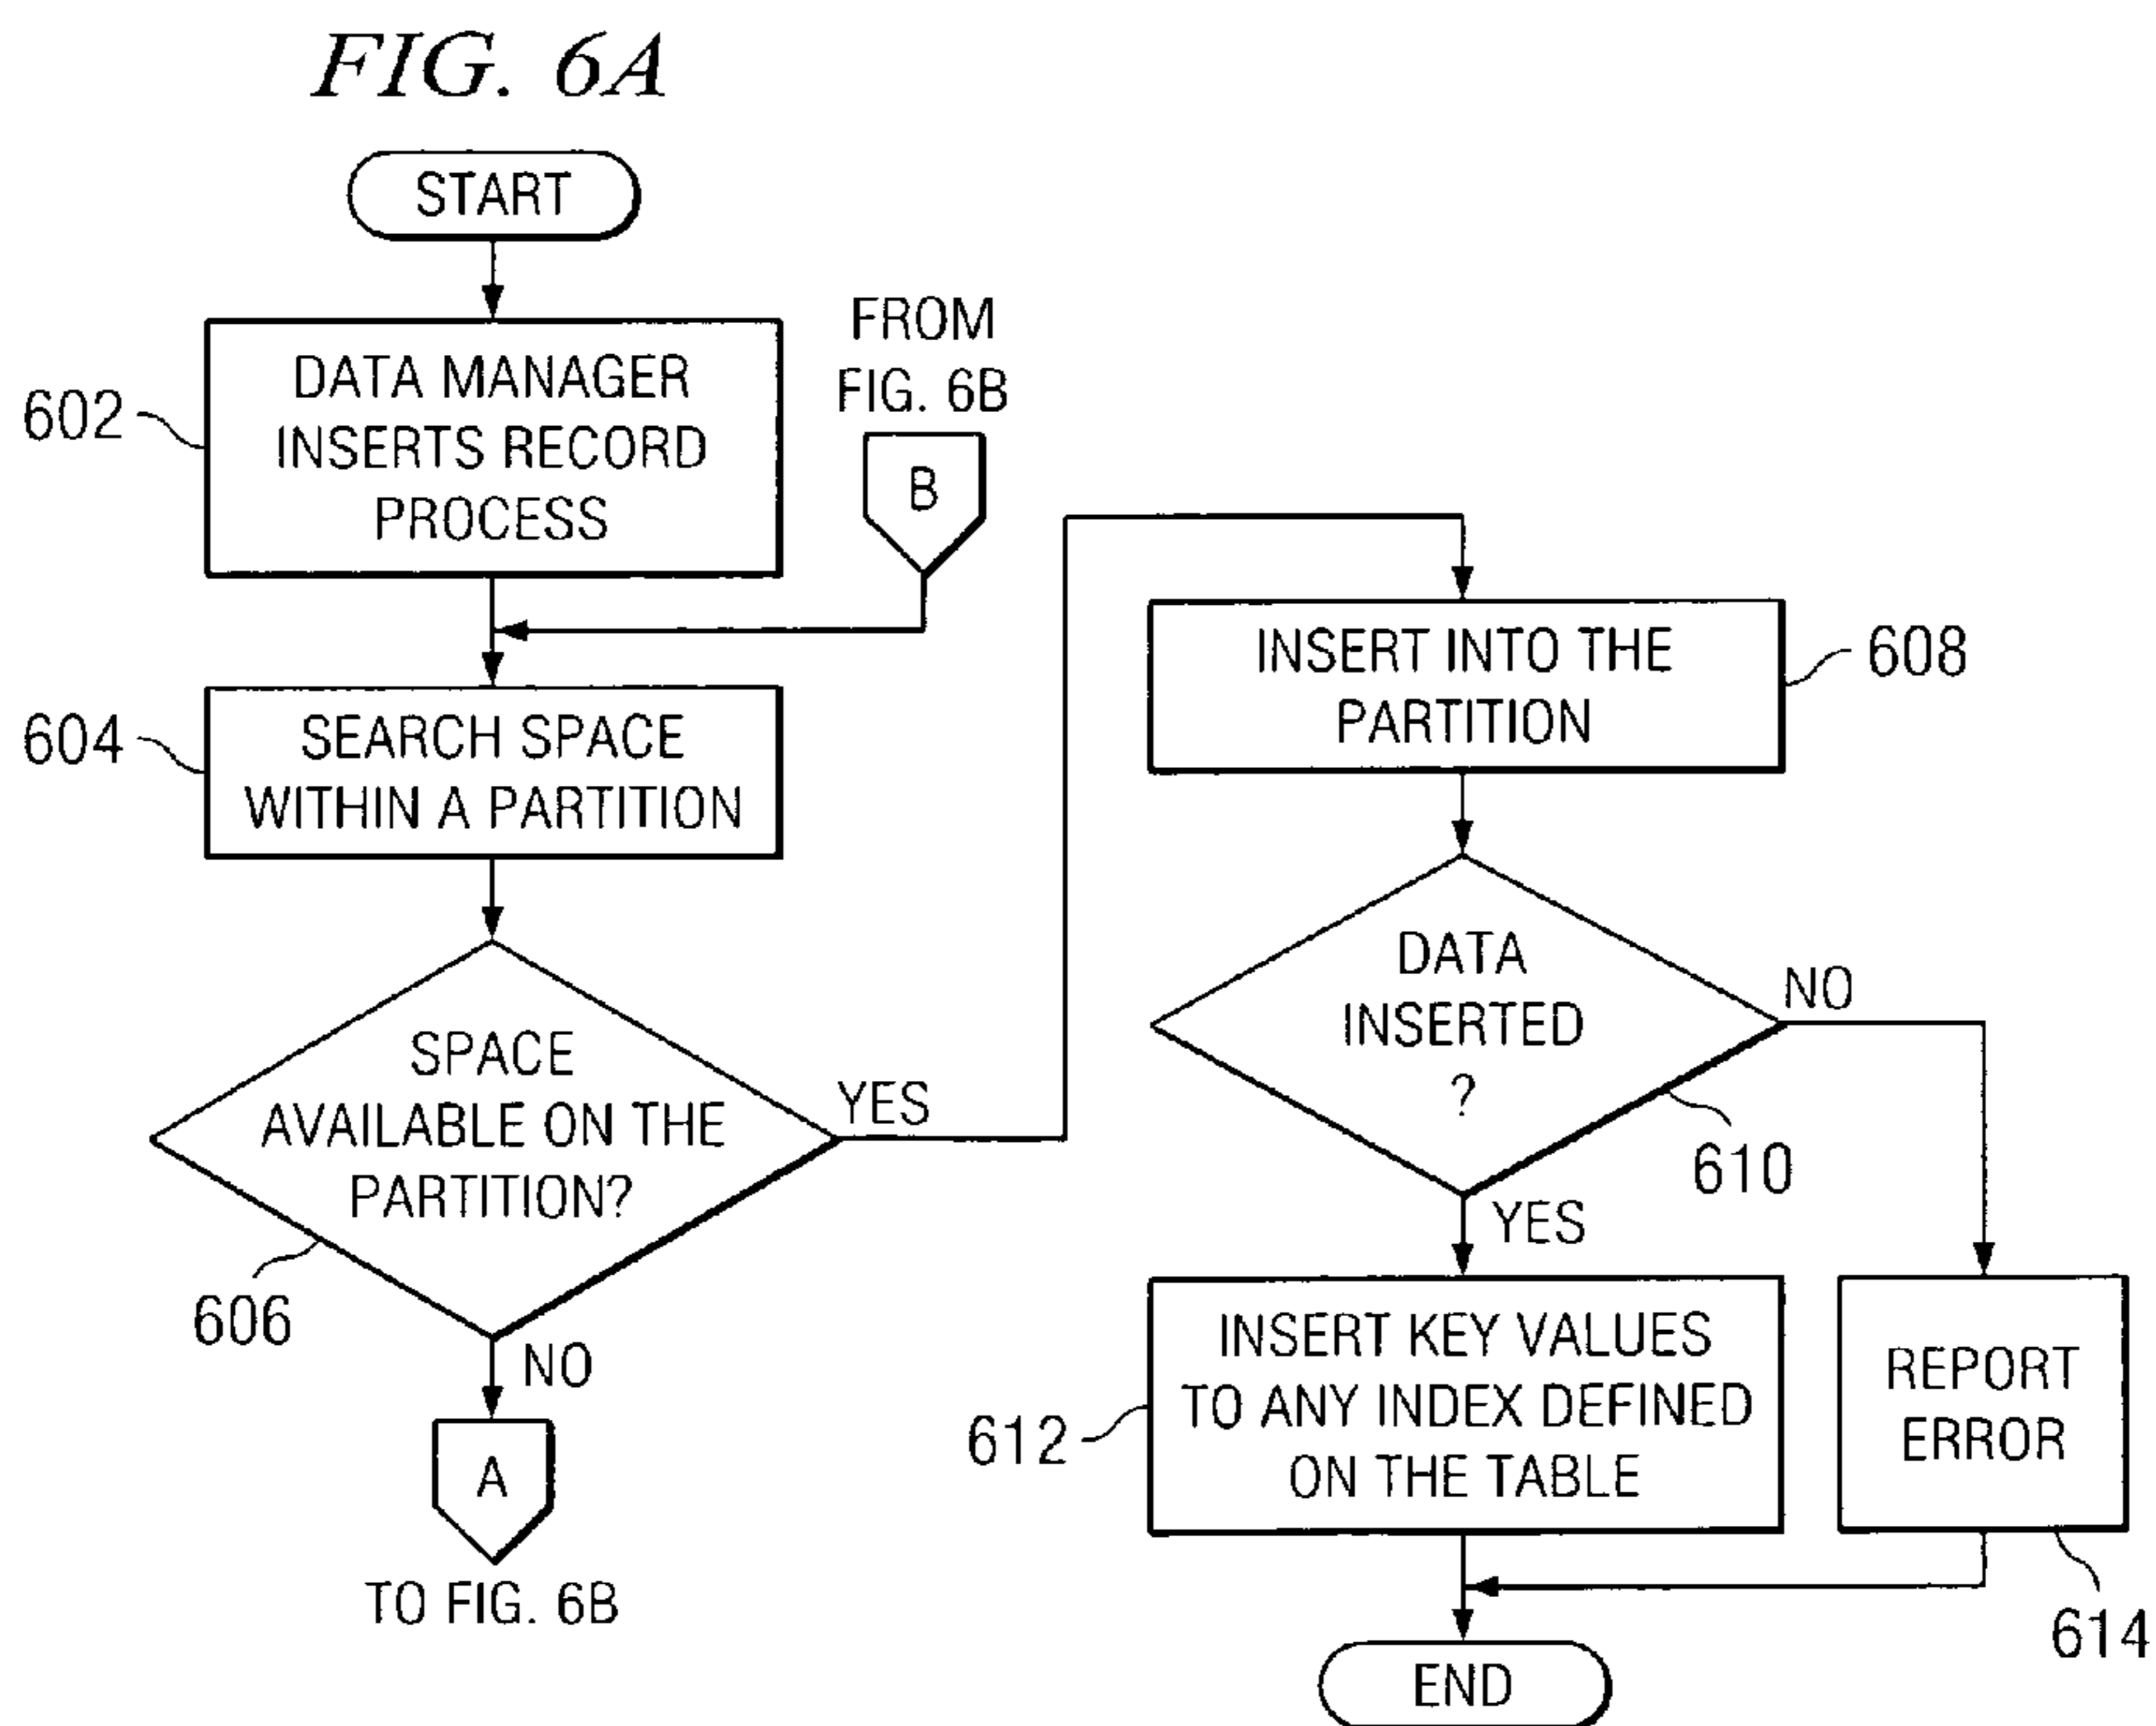 FIG. 6A
START
602
DATA MANAGER
INSERTS RECORD
PROCESS
FROM
FIG. 6B
B
604
SEARCH SPACE
WITHIN A PARTITION
SPACE
AVAILABLE ON THE
PARTITION?
606
YES
NO
A
TO FIG. 6B
INSERT INTO THE
PARTITION
608
DATA
INSERTED
?
610
NO
YES
612
INSERT KEY VALUES
TO ANY INDEX DEFINED
ON THE TABLE
REPORT
ERROR
614
END